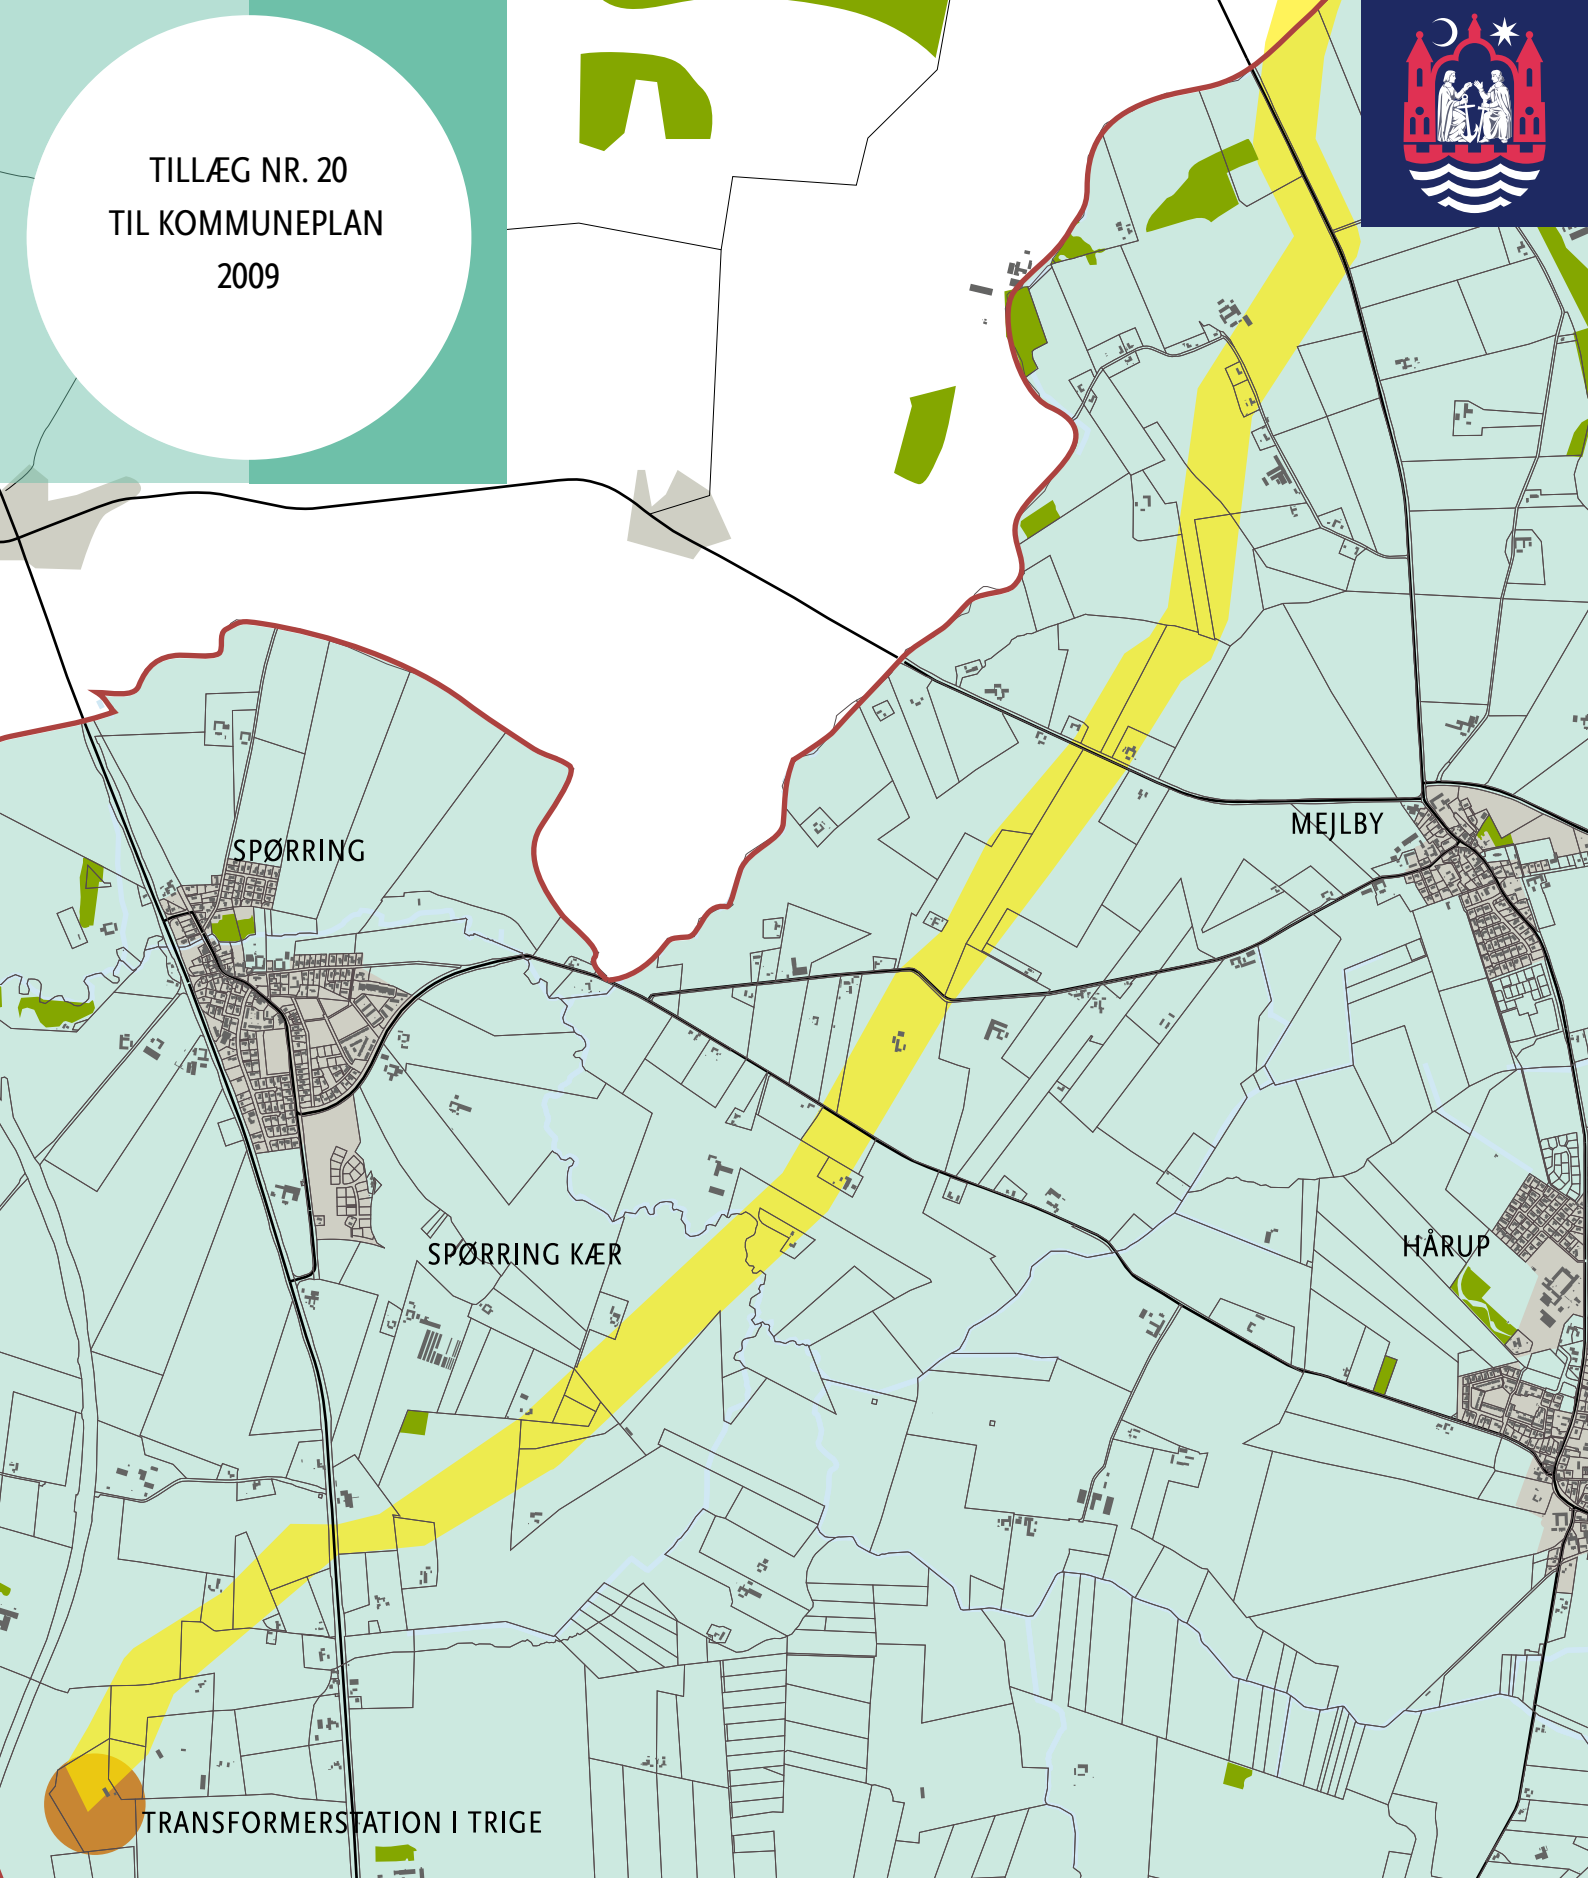 TILLÆG NR. 20
TIL KOMMUNEPLAN
2009
MEJLBY
SPØRRING
HÅRUP
SPØRRING KÆR
TRANSFORMERSTATION I TRIGE